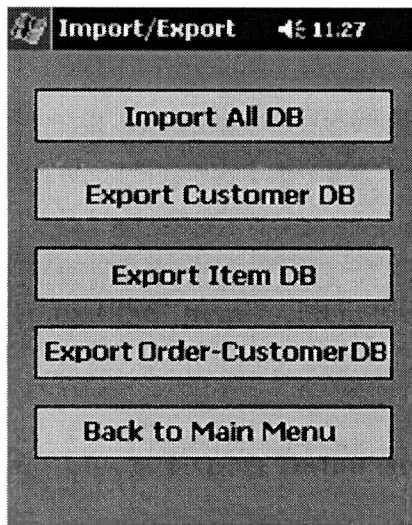 Import/Export 11:27
Import All DB
Export Customer DB
Export Item DB
Export Order-Customer DB
Back to Main Menu